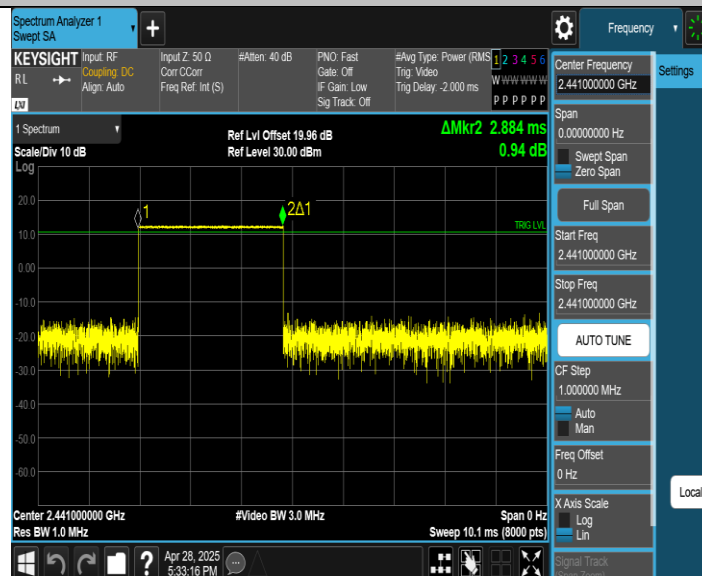 Spectrum Analyzer 1
Swept SA
+
Frequency
KEYSIGHT
RL
LXI
Input: RF
Coupling: DC
Align: Auto
Input Z: 50 Ω
Corr CCorr
Freq Ref: Int (S)
#Atten: 40 dB
PNO: Fast
Gate: Off
IF Gain: Low
Sig Track: Off
#Avg Type: Power (RMS
Trig: Video
Trig Delay: -2.000 ms
1 2 3 4 5 6
W W W W W W
P P P P P P
1 Spectrum
Scale/Div 10 dB
Log
Ref Lvl Offset 19.96 dB
Ref Level 30.00 dBm
ΔMkr2 2.884 ms
0.94 dB
1
2Δ1
TRIG LVL
20.0
10.0
0.00
-10.0
-20.0
-30.0
-40.0
-50.0
-60.0
Center 2.441000000 GHz
Res BW 1.0 MHz
#Video BW 3.0 MHz
Span 0 Hz
Sweep 10.1 ms (8000 pts)
?
Apr 28, 2025
5:33:16 PM
Center Frequency
2.441000000 GHz
Span
0.00000000 Hz
Swept Span
Zero Span
Full Span
Start Freq
2.441000000 GHz
Stop Freq
2.441000000 GHz
AUTO TUNE
CF Step
1.000000 MHz
Auto
Man
Freq Offset
0 Hz
X Axis Scale
Log
Lin
Signal Track
(Span Zoom)
Settings
Local